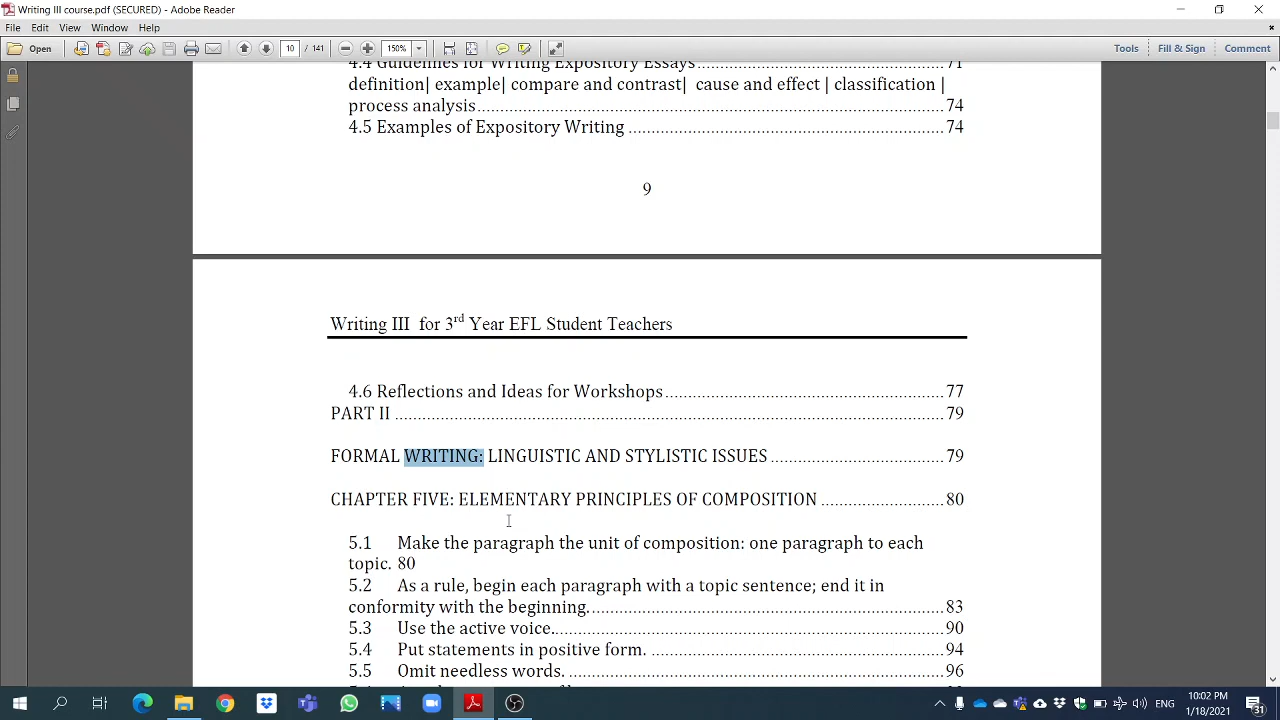 Writing III course.pdf (SECURED) - Adobe Reader
File Edit View Window Help
Open 10 / 141 150% Tools Fill & Sign Comment
4.4 Guidelines for Writing Expository Essays 71
definition| example| compare and contrast| cause and effect | classification |
process analysis 74
4.5 Examples of Expository Writing 74
9
Writing III for 3rd Year EFL Student Teachers
4.6 Reflections and Ideas for Workshops 77
PART II 79
FORMAL WRITING: LINGUISTIC AND STYLISTIC ISSUES 79
CHAPTER FIVE: ELEMENTARY PRINCIPLES OF COMPOSITION 80
5.1 Make the paragraph the unit of composition: one paragraph to each
topic. 80
5.2 As a rule, begin each paragraph with a topic sentence; end it in
conformity with the beginning. 83
5.3 Use the active voice. 90
5.4 Put statements in positive form. 94
5.5 Omit needless words. 96
ENG
10:02 PM
1/18/2021
31